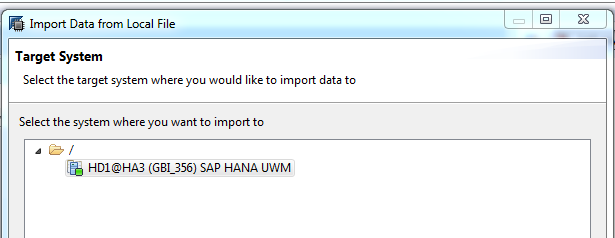 Import Data from Local File
Target System
Select the target system where you would like to import data to
Select the system where you want to import to
/
HD1@HA3 (GBI_356) SAP HANA UWM